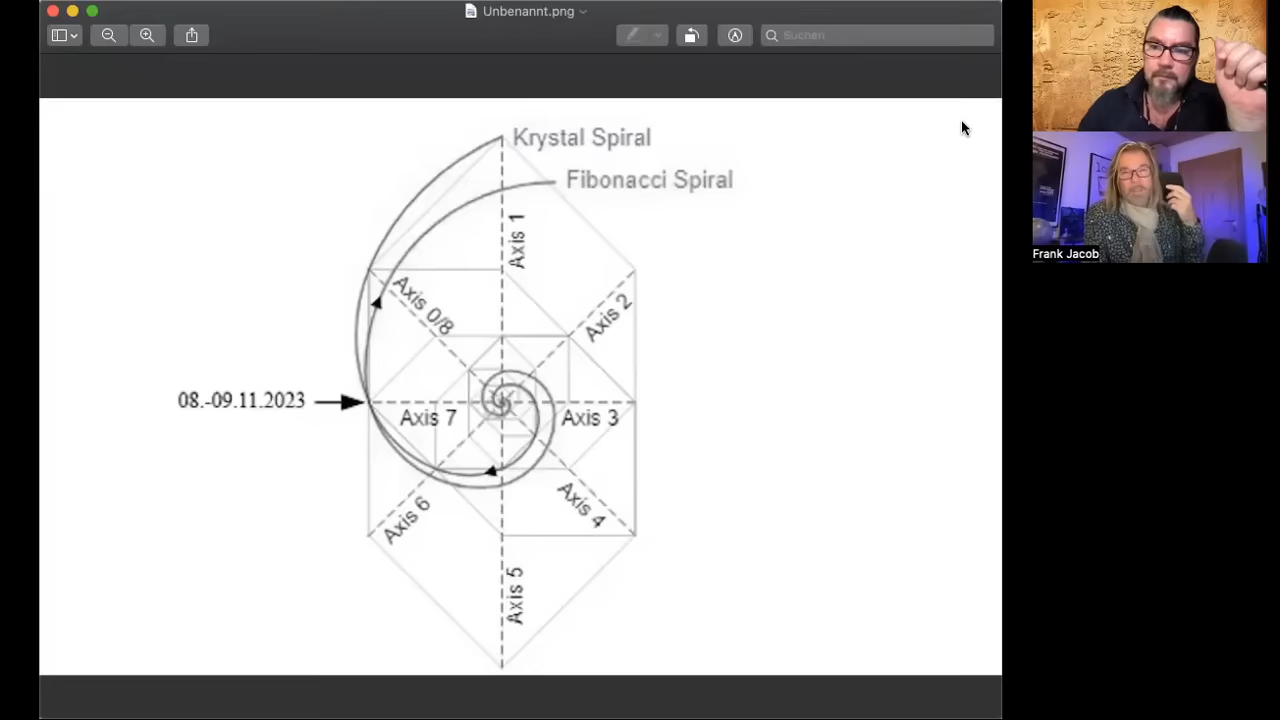 Unbenannt.png
Suchen
Krystal Spiral
Fibonacci Spiral
Axis 1
Axis 0/8
Axis 2
08.-09.11.2023
Axis 7
Axis 3
Axis 6
Axis 4
Axis 5
Frank Jacob